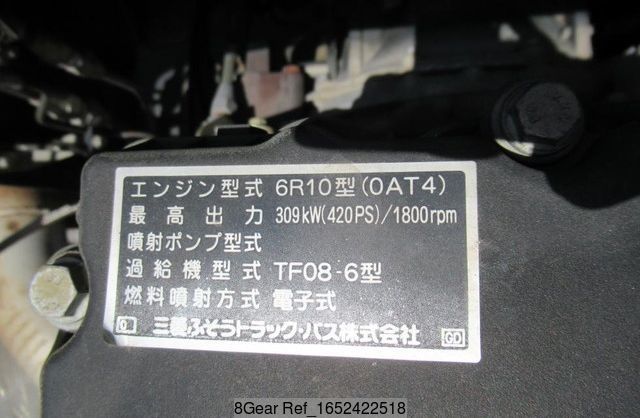 エンジン型式 6R10型(0AT4)
最高出力 309kW(420PS)/1800rpm
噴射ポンプ型式
過給機型式 TF08-6型
燃料噴射方式 電子式
三菱ふそうトラック・バス株式会社 GD
8Gear Ref_1652422518